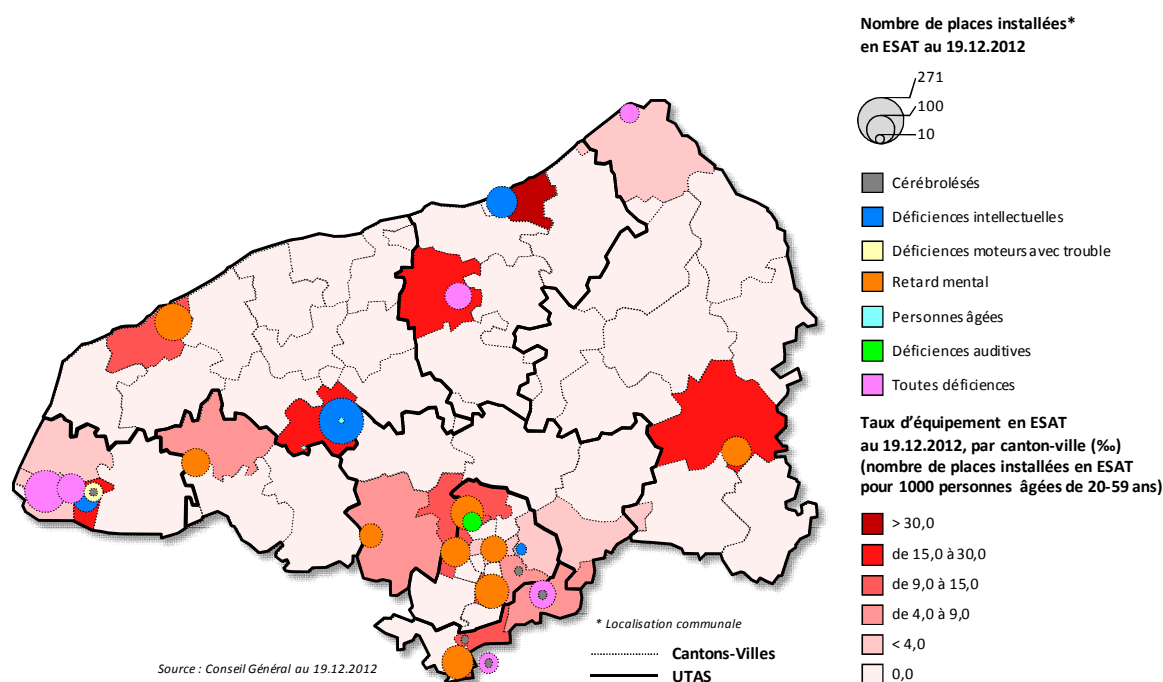 Nombre de places installées*
en ESAT au 19.12.2012
271
100
10
Cérébrolésés
Déficiences intellectuelles
Déficiences moteurs avec trouble
Retard mental
Personnes âgées
Déficiences auditives
Toutes déficiences
Taux d'équipement en ESAT
au 19.12.2012, par canton-ville (‰)
(nombre de places installées en ESAT
pour 1000 personnes âgées de 20-59 ans)
> 30,0
de 15,0 à 30,0
de 9,0 à 15,0
de 4,0 à 9,0
< 4,0
0,0
* Localisation communale
Cantons-Villes
UTAS
Source : Conseil Général au 19.12.2012